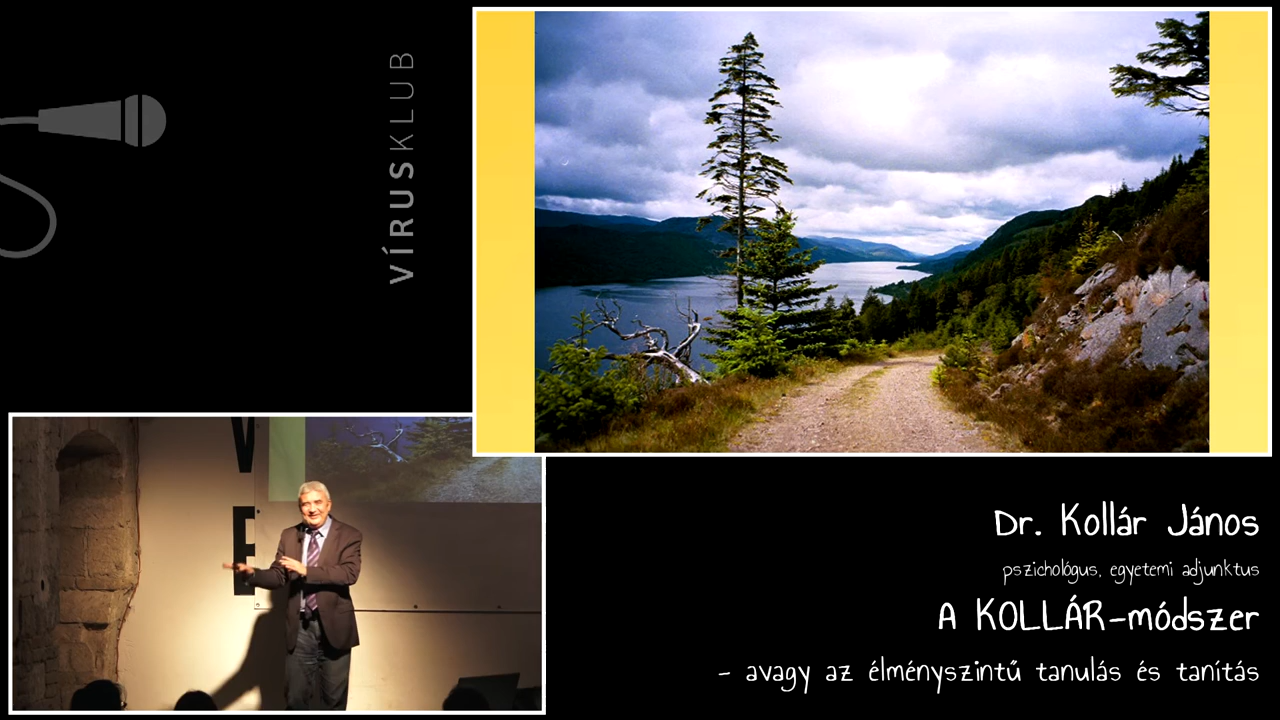 VÍRUSKLUB
V
E
Dr. Kollár János
pszichológus, egyetemi adjunktus
A KOLLÁR-módszer
- avagy az élményszintű tanulás és tanítás